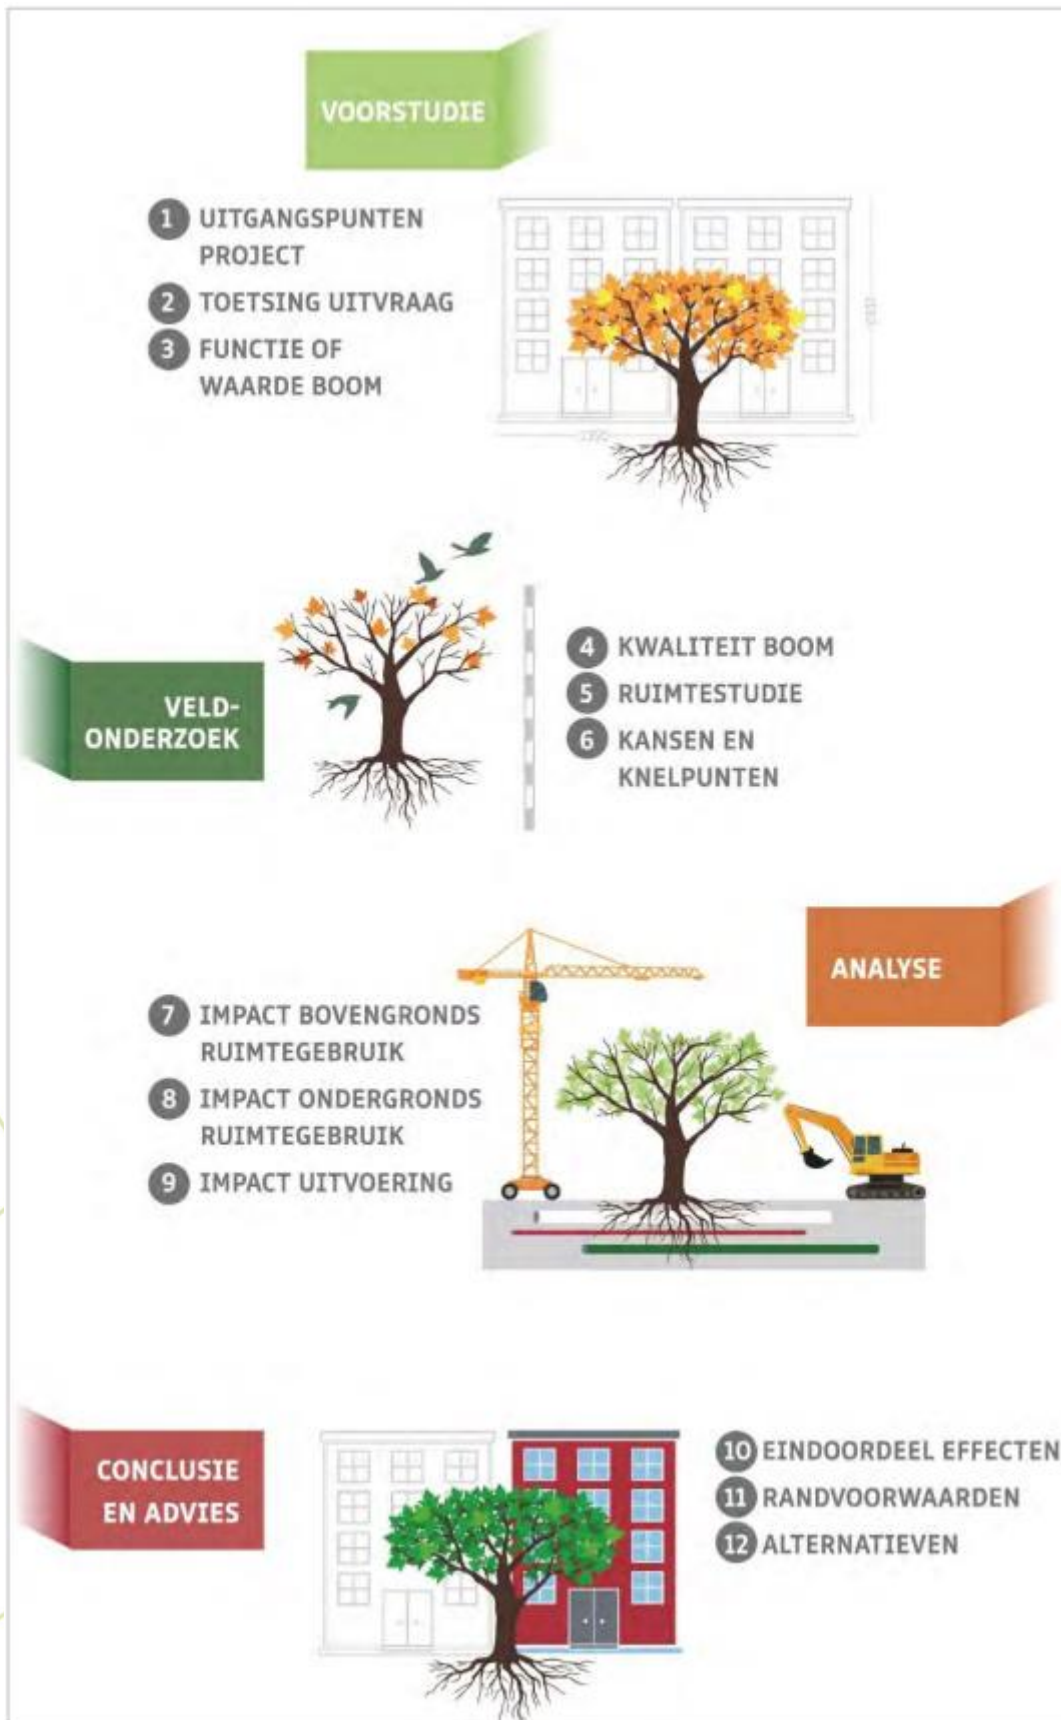 VOORSTUDIE
1 UITGANGSPUNTEN
PROJECT
2 TOETSING UITVRAAG
3 FUNCTIE OF
WAARDE BOOM
VELD-
ONDERZOEK
4 KWALITEIT BOOM
5 RUIMTESTUDIE
6 KANSEN EN
KNELPUNTEN
ANALYSE
7 IMPACT BOVENGRONDS
RUIMTEGEBRUIK
8 IMPACT ONDERGRONDS
RUIMTEGEBRUIK
9 IMPACT UITVOERING
CONCLUSIE
EN ADVIES
10 EINDOORDEEL EFFECTEN
11 RANDVOORWAARDEN
12 ALTERNATIEVEN